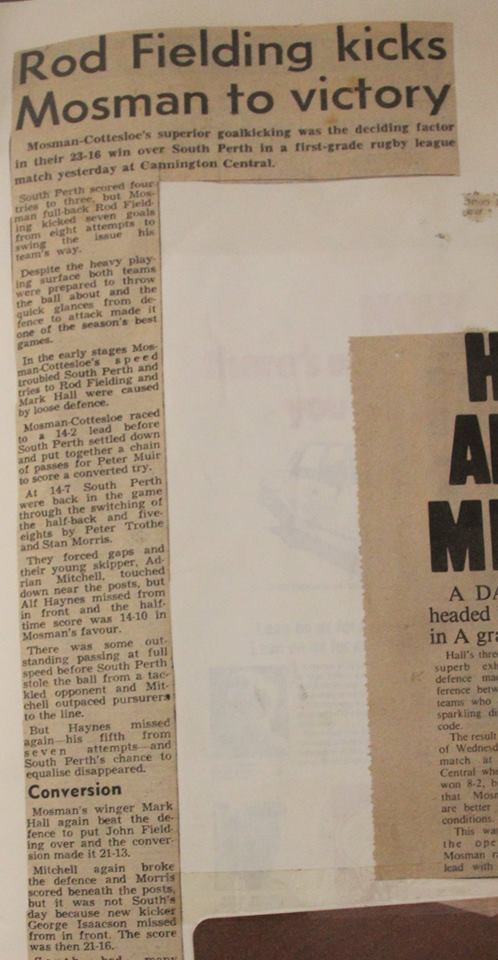 Rod Fielding kicks
Mosman to victory
Mosman-Cottesloe's superior goalkicking was the deciding factor
in their 23-16 win over South Perth in a first-grade rugby league
match yesterday at Cannington Central.
South Perth scored four
tries to three, but Mos-
man full-back Rod Field-
ing kicked seven goals
from eight attempts to
swing the issue his
team's way.
Despite the heavy play-
ing surface both teams
were prepared to throw
the ball about and the
quick glances from de-
fence to attack made it
one of the season's best
games.
In the early stages Mos-
man-Cottesloe's speed
troubled South Perth and
tries to Rod Fielding and
Mark Hall were caused
by loose defence.
Mosman-Cottesloe raced
to a 14-2 lead before
South Perth settled down
and put together a chain
of passes for Peter Muir
to score a converted try.
At 14-7 South Perth
were back in the game
through the switching of
the half-back and five-
eights by Peter Trothe
and Stan Morris.
They forced gaps and
their young skipper, Ad-
rian Mitchell, touched
down near the posts, but
Alf Haynes missed from
in front and the half-
time score was 14-10 in
Mosman's favour.
There was some out-
standing passing at full
speed before South Perth
stole the ball from a tac-
kled opponent and Mit-
chell outpaced pursurers
to the line.
But Haynes missed
again—his fifth from
seven attempts—and
South Perth's chance to
equalise disappeared.
Conversion
Mosman's winger Mark
Hall again beat the de-
fence to put John Field-
ing over and the conver-
sion made it 21-13.
Mitchell again broke
the defence and Morris
scored beneath the posts,
but it was not South's
day because new kicker
George Isaacson missed
from in front. The score
was then 21-16.
South had many
H
A
M
A DA
headed
in A gra
Hall's three
superb exh
defence ma
ference betw
teams who
sparkling di
code.
The result
of Wednesd
match at
Central whe
won 8-2, b
that Mosm
are better
conditions.
This wa
the ope
Mosman ra
lead with